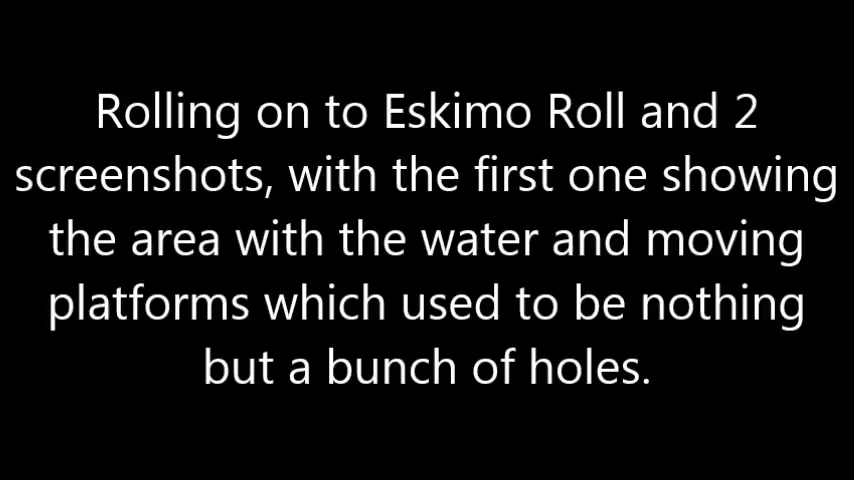 Rolling on to Eskimo Roll and 2
screenshots, with the first one showing
the area with the water and moving
platforms which used to be nothing
but a bunch of holes.